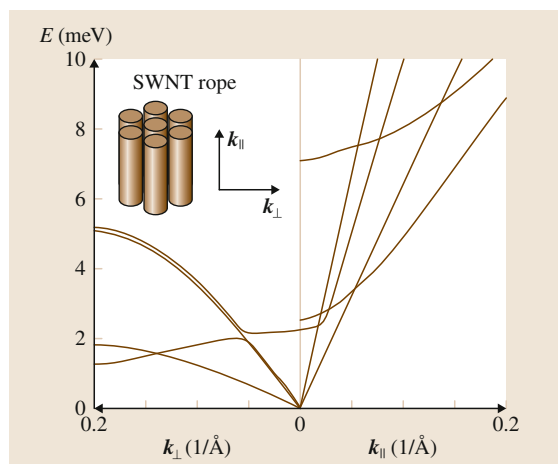 E (meV)
10
8
6
4
2
0
SWNT rope
k∥
k⊥
0.2
0
0.2
k⊥ (1/Å)
k∥ (1/Å)